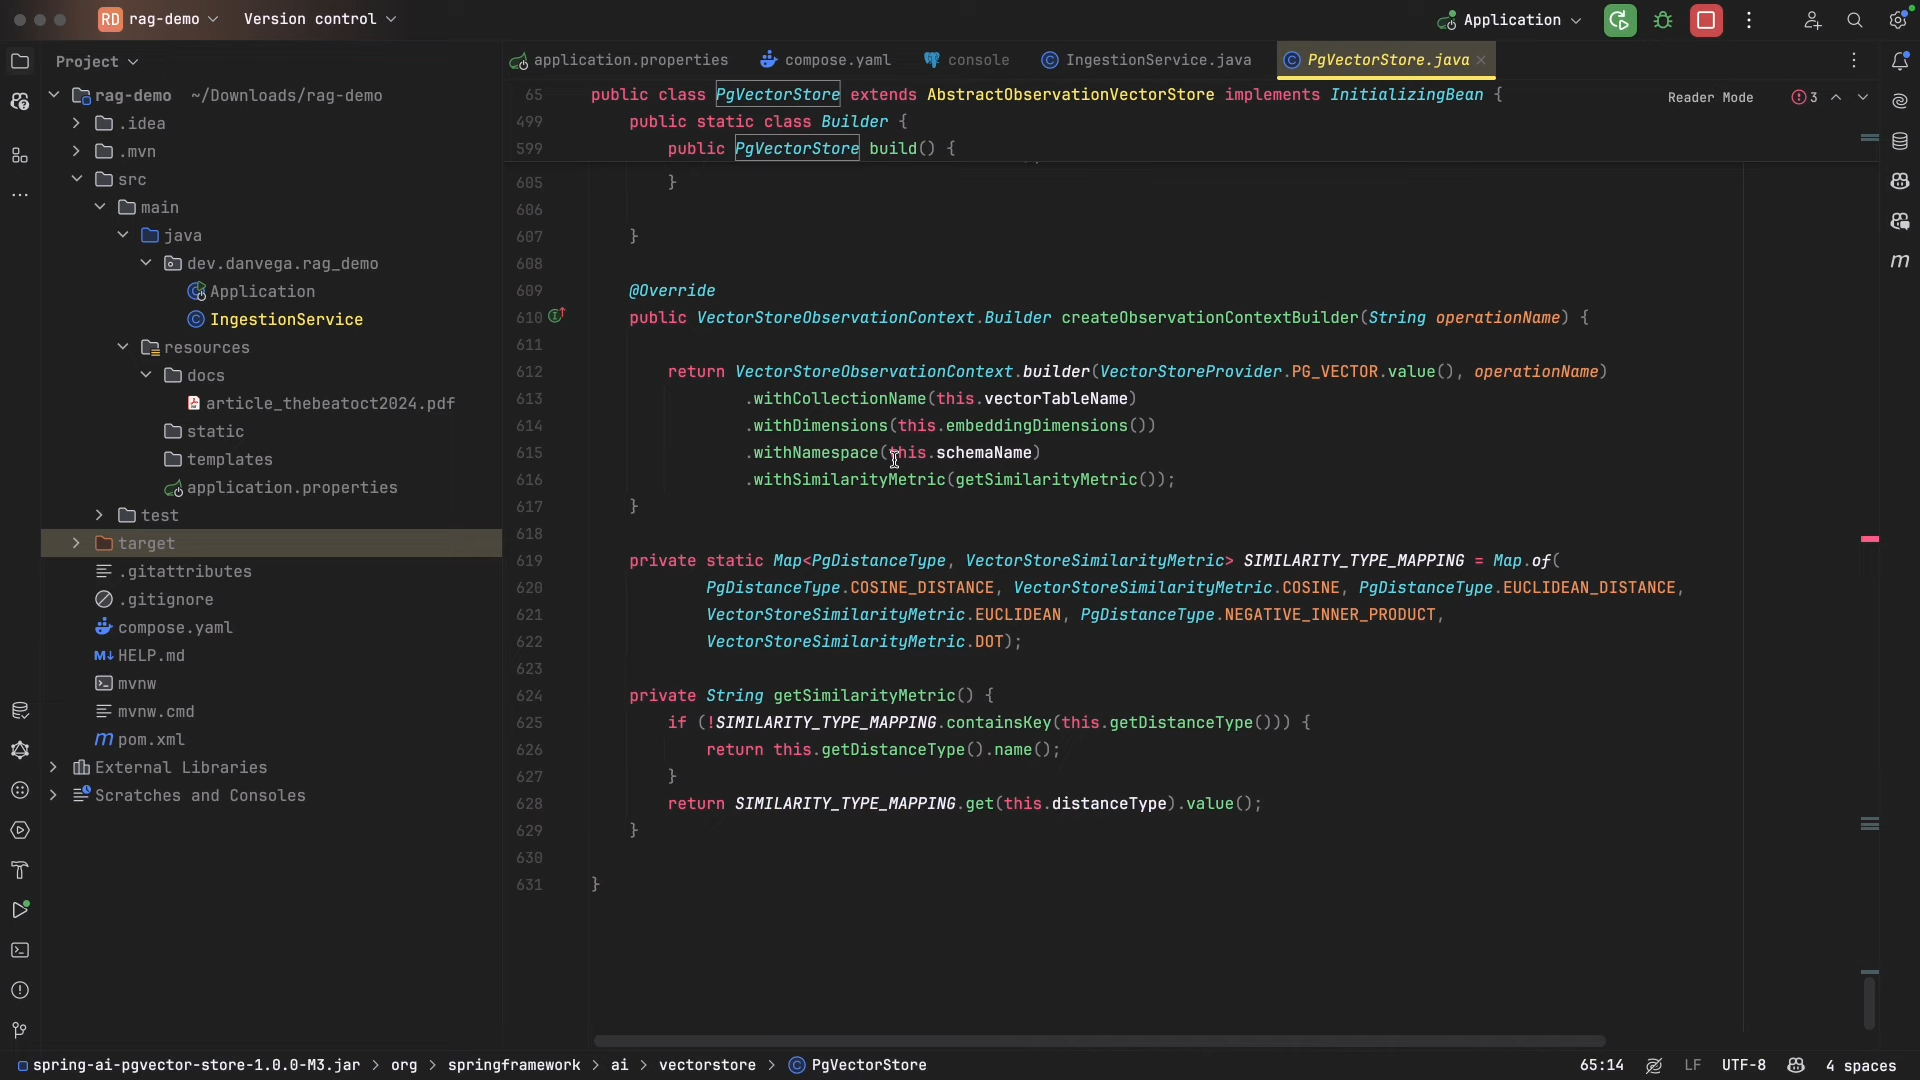 RD rag-demo Version control Application
Project
application.properties compose.yaml console IngestionService.java PgVectorStore.java
rag-demo ~/Downloads/rag-demo
.idea
.mvn
src
main
java
dev.danvega.rag_demo
Application
IngestionService
resources
docs
article_thebeatoct2024.pdf
static
templates
application.properties
test
target
.gitattributes
.gitignore
compose.yaml
M↓ HELP.md
mvnw
mvnw.cmd
m pom.xml
External Libraries
Scratches and Consoles
65 public class PgVectorStore extends AbstractObservationVectorStore implements InitializingBean {
Reader Mode 3
499 public static class Builder {
599 public PgVectorStore build() {
605 }
606
607 }
608
609 @Override
610 public VectorStoreObservationContext.Builder createObservationContextBuilder(String operationName) {
611
612 return VectorStoreObservationContext.builder(VectorStoreProvider.PG_VECTOR.value(), operationName)
613 .withCollectionName(this.vectorTableName)
614 .withDimensions(this.embeddingDimensions())
615 .withNamespace(this.schemaName)
616 .withSimilarityMetric(getSimilarityMetric());
617 }
618
619 private static Map<PgDistanceType, VectorStoreSimilarityMetric> SIMILARITY_TYPE_MAPPING = Map.of(
620 PgDistanceType.COSINE_DISTANCE, VectorStoreSimilarityMetric.COSINE, PgDistanceType.EUCLIDEAN_DISTANCE,
621 VectorStoreSimilarityMetric.EUCLIDEAN, PgDistanceType.NEGATIVE_INNER_PRODUCT,
622 VectorStoreSimilarityMetric.DOT);
623
624 private String getSimilarityMetric() {
625 if (!SIMILARITY_TYPE_MAPPING.containsKey(this.getDistanceType())) {
626 return this.getDistanceType().name();
627 }
628 return SIMILARITY_TYPE_MAPPING.get(this.distanceType).value();
629 }
630
631 }
m
spring-ai-pgvector-store-1.0.0-M3.jar > org > springframework > ai > vectorstore > PgVectorStore 65:14 LF UTF-8 4 spaces